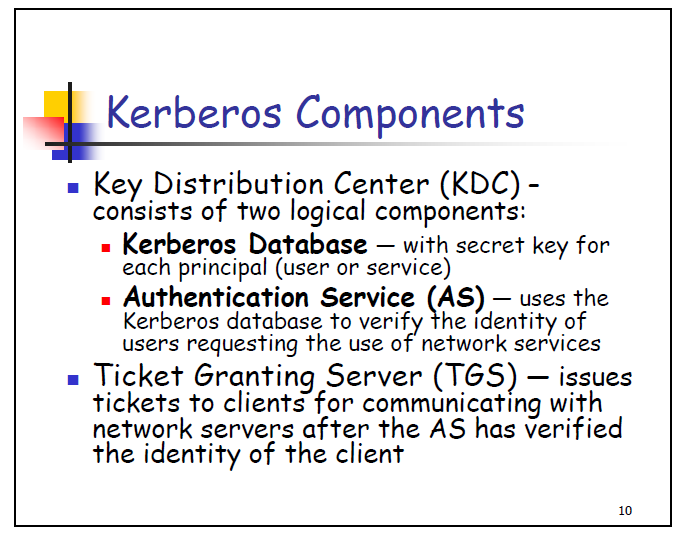 Kerberos Components
Key Distribution Center (KDC) -
consists of two logical components:
Kerberos Database — with secret key for
each principal (user or service)
Authentication Service (AS) — uses the
Kerberos database to verify the identity of
users requesting the use of network services
Ticket Granting Server (TGS) — issues
tickets to clients for communicating with
network servers after the AS has verified
the identity of the client
10